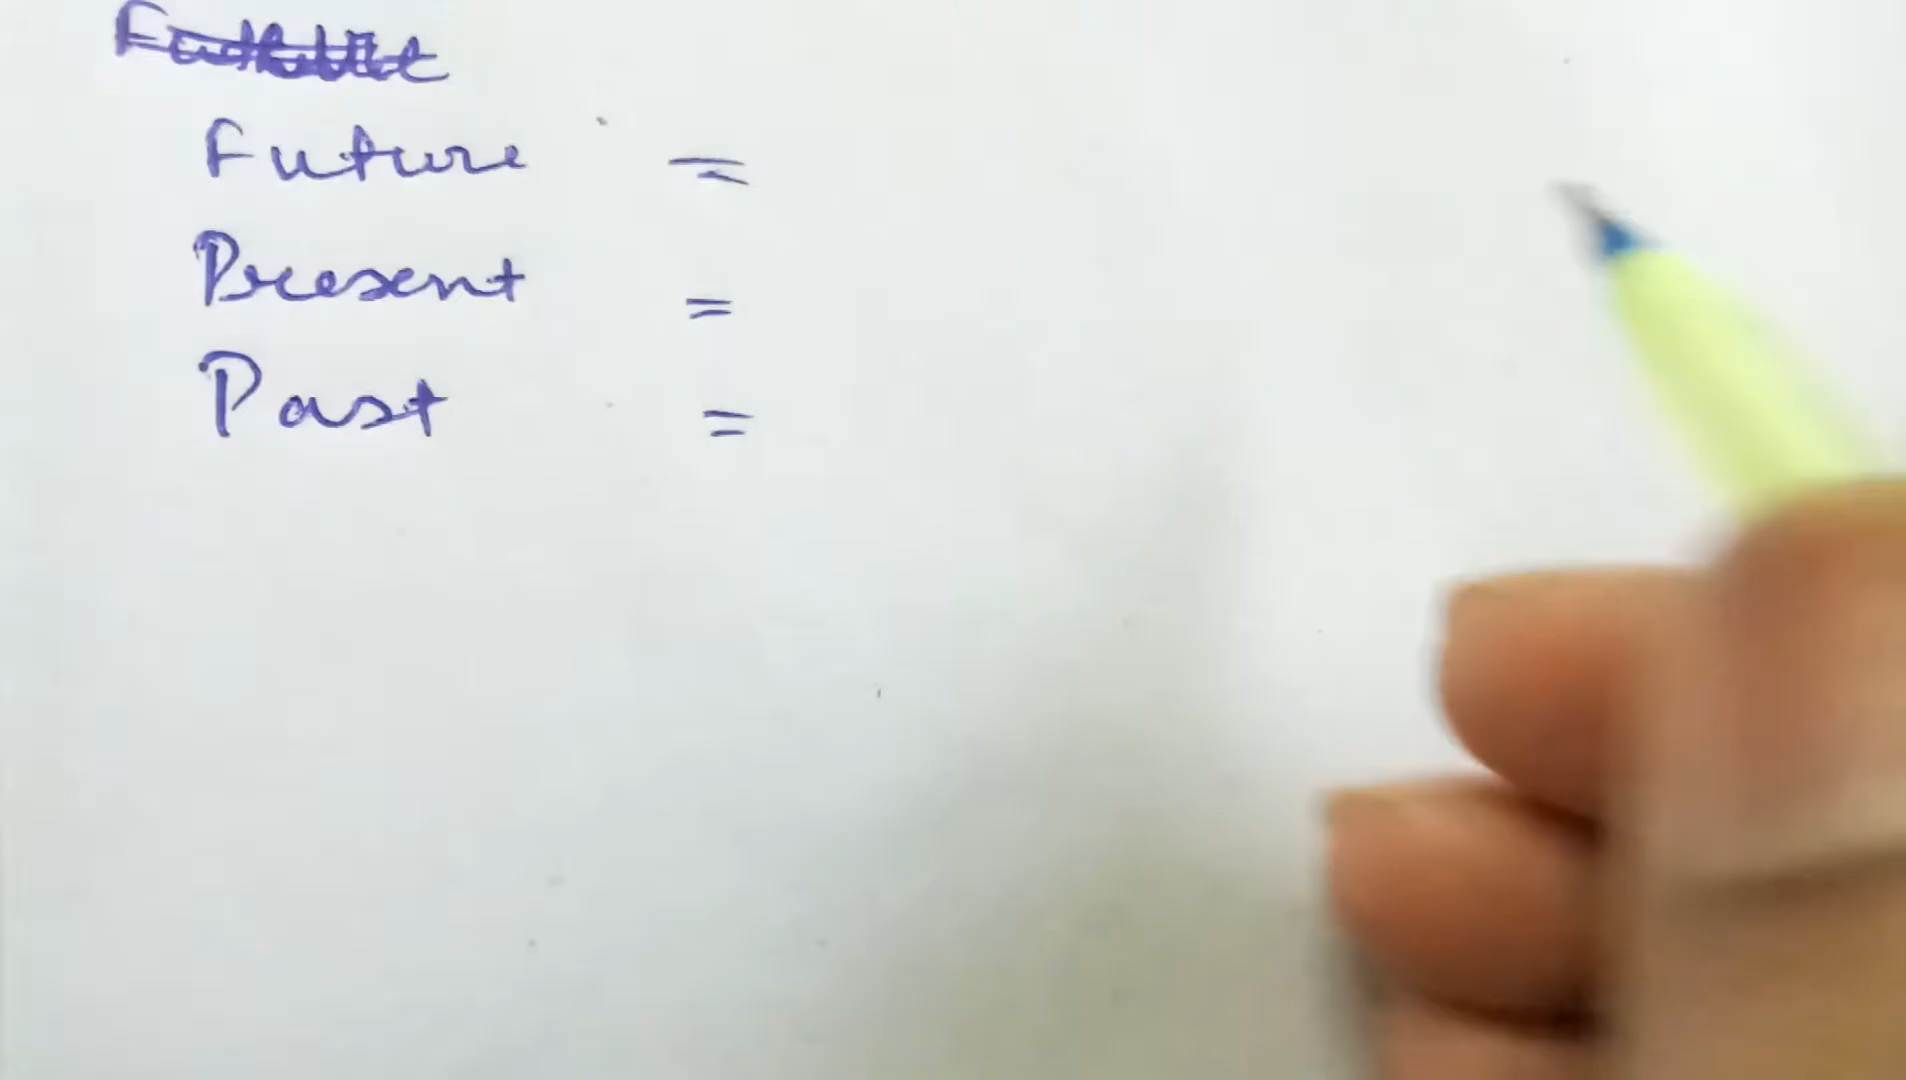 Future =
Present =
Past =